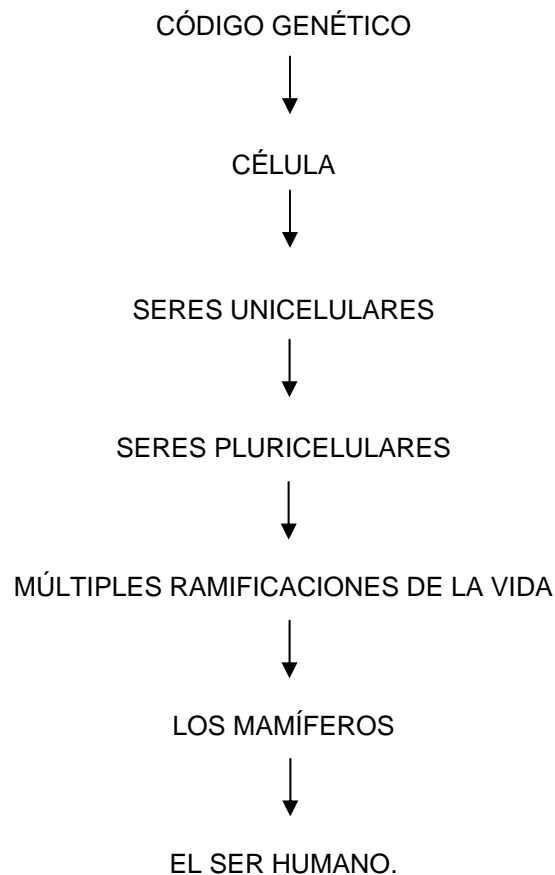 CÓDIGO GENÉTICO
CÉLULA
SERES UNICELULARES
SERES PLURICELULARES
MÚLTIPLES RAMIFICACIONES DE LA VIDA
LOS MAMÍFEROS
EL SER HUMANO.